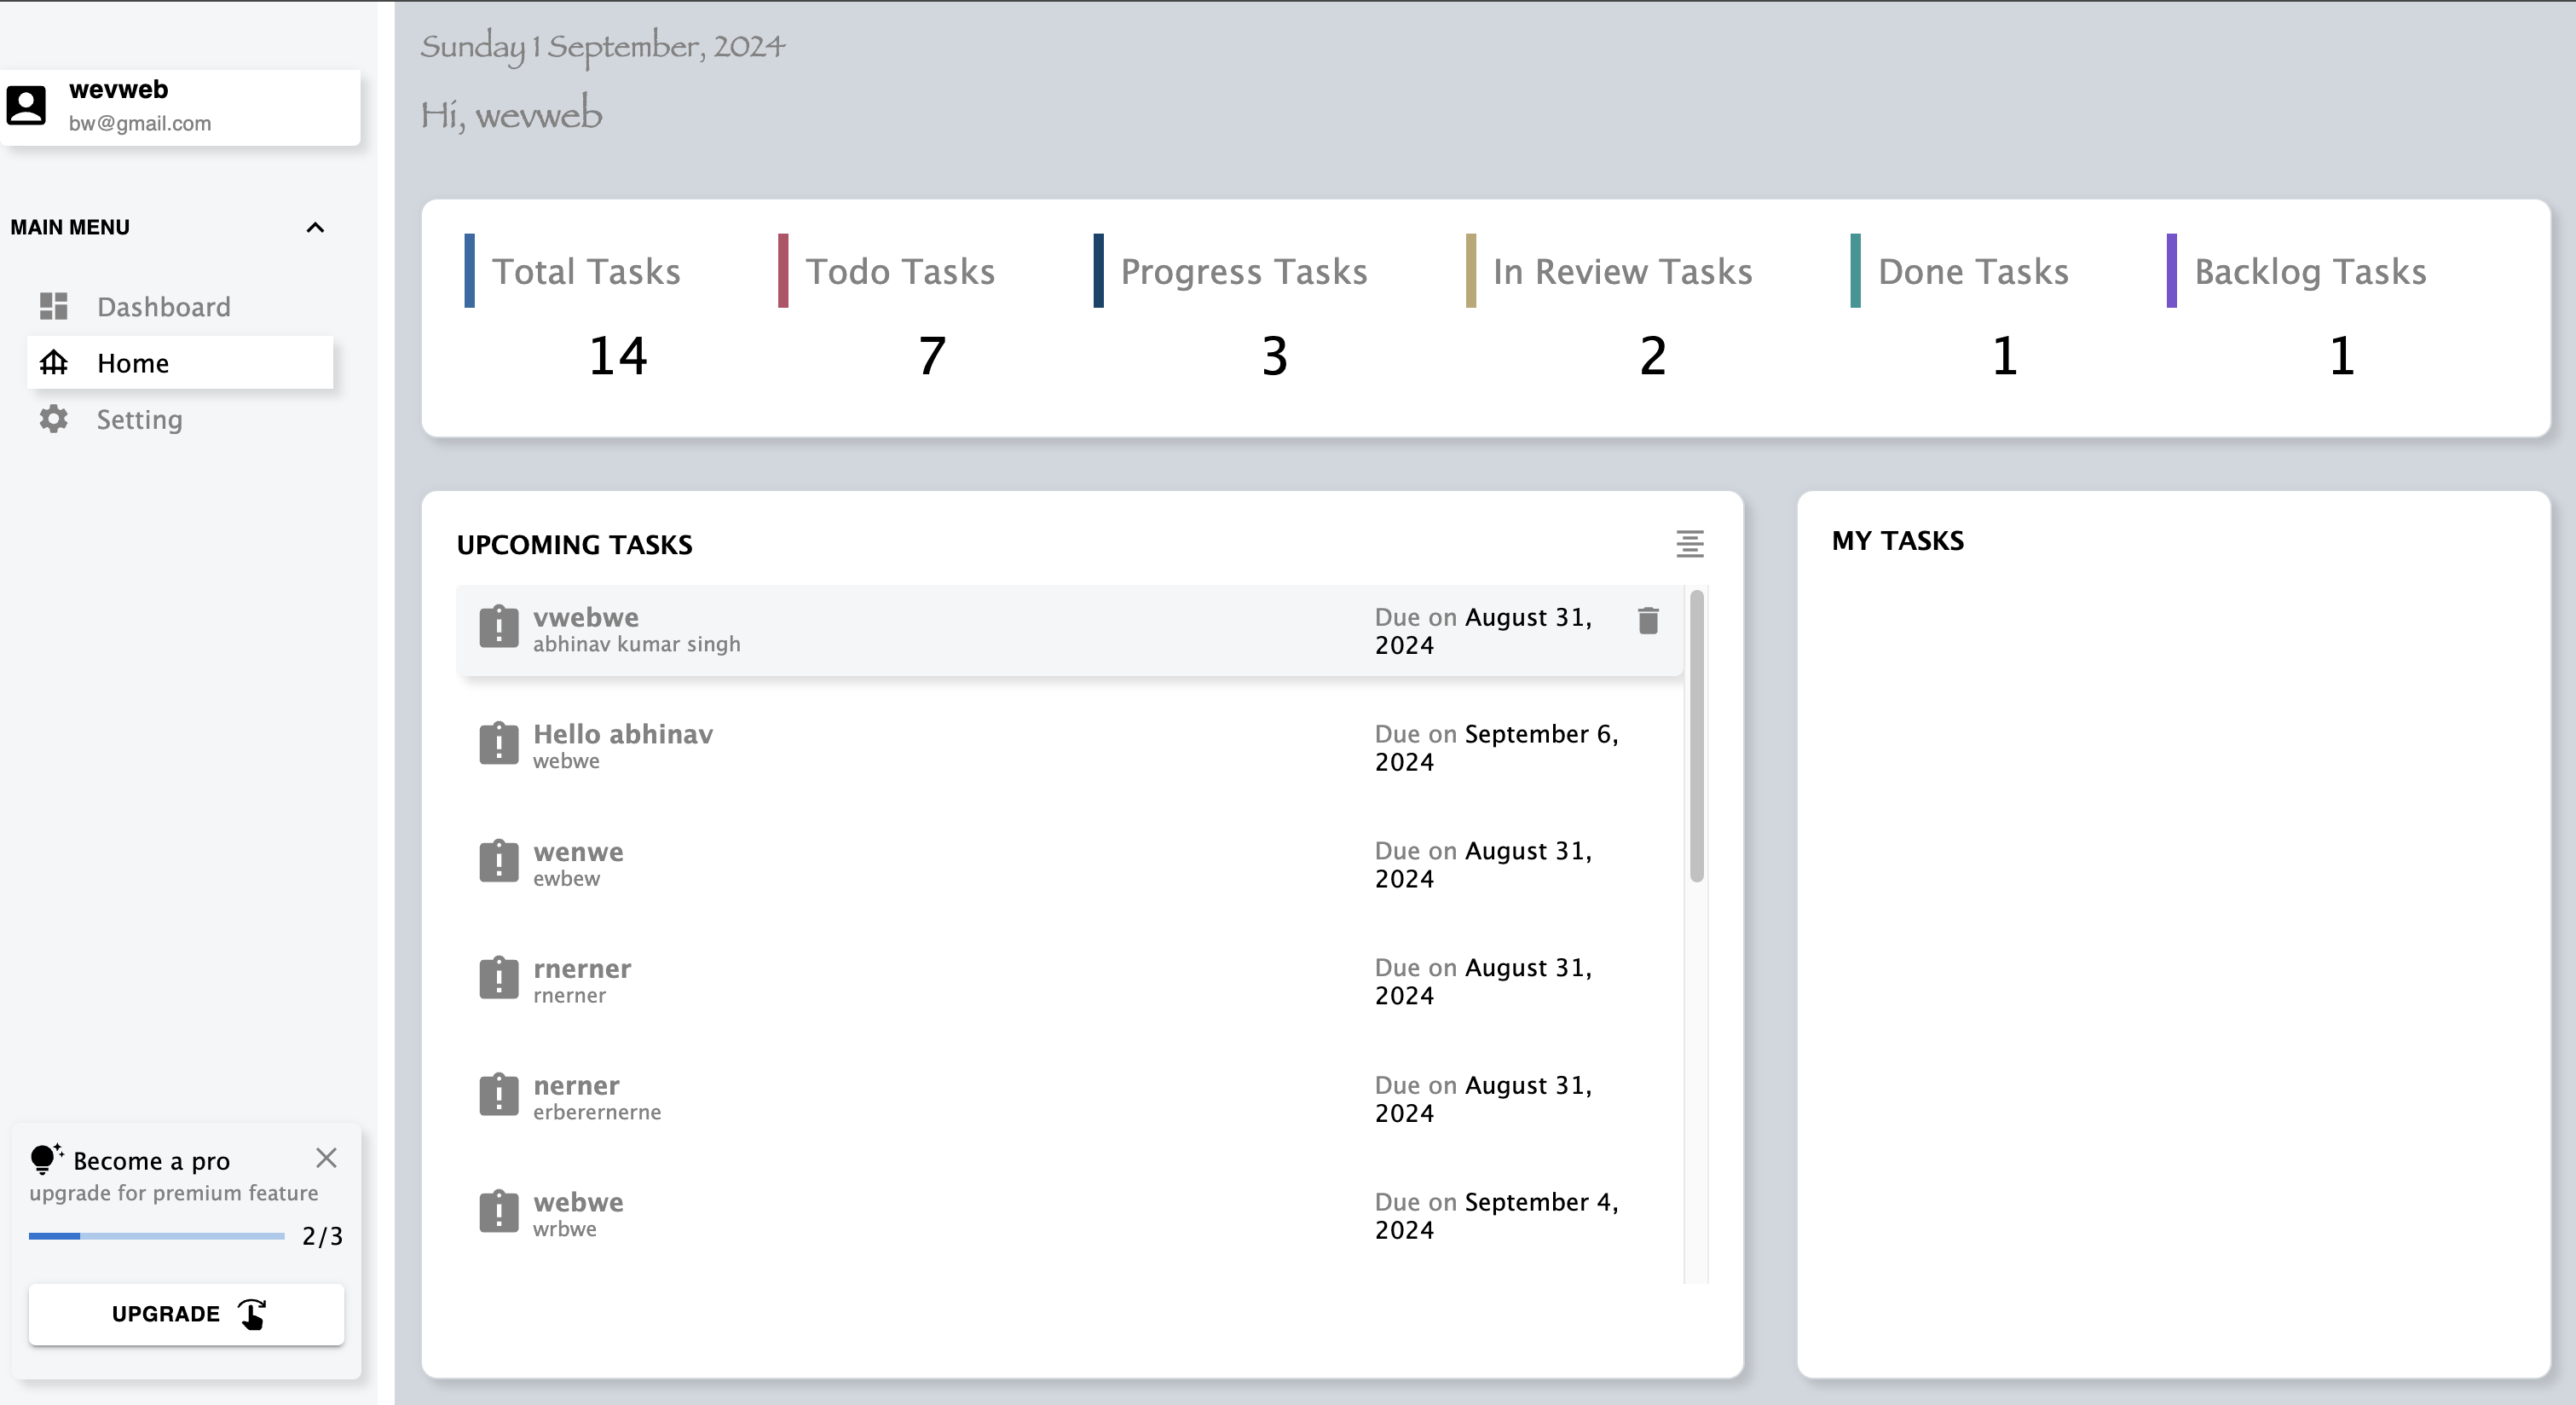 wevweb
bw@gmail.com
MAIN MENU
Dashboard
Home
Setting
Become a pro
upgrade for premium feature
2/3
UPGRADE
Sunday 1 September, 2024
Hi, wevweb
Total Tasks
14
Todo Tasks
7
Progress Tasks
3
In Review Tasks
2
Done Tasks
1
Backlog Tasks
1
UPCOMING TASKS
vwebwe
abhinav kumar singh
Due on August 31,
2024
Hello abhinav
webwe
Due on September 6,
2024
wenwe
ewbew
Due on August 31,
2024
rnerner
rnerner
Due on August 31,
2024
nerner
erberernerne
Due on August 31,
2024
webwe
wrbwe
Due on September 4,
2024
MY TASKS